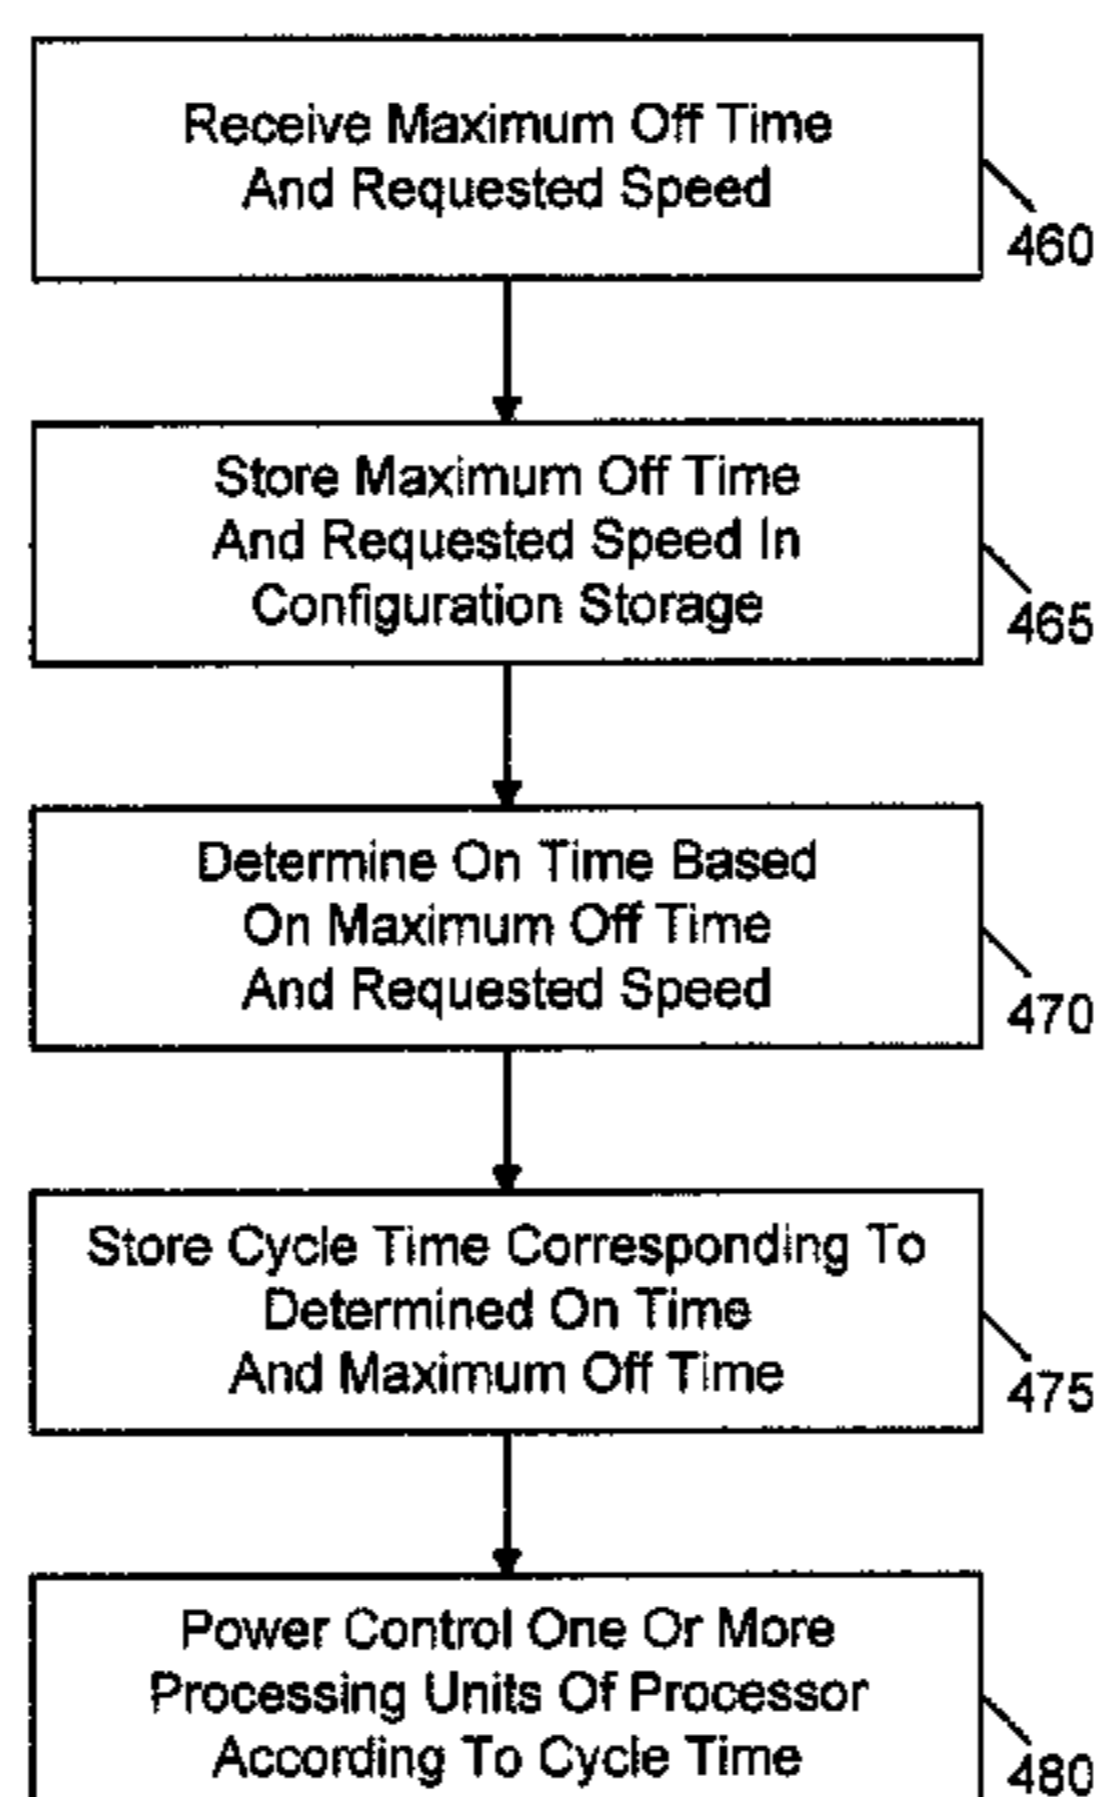 Receive Maximum Off Time
And Requested Speed
460
Store Maximum Off Time
And Requested Speed In
Configuration Storage
465
Determine On Time Based
On Maximum Off Time
And Requested Speed
470
Store Cycle Time Corresponding To
Determined On Time
And Maximum Off Time
475
Power Control One Or More
Processing Units Of Processor
According To Cycle Time
480